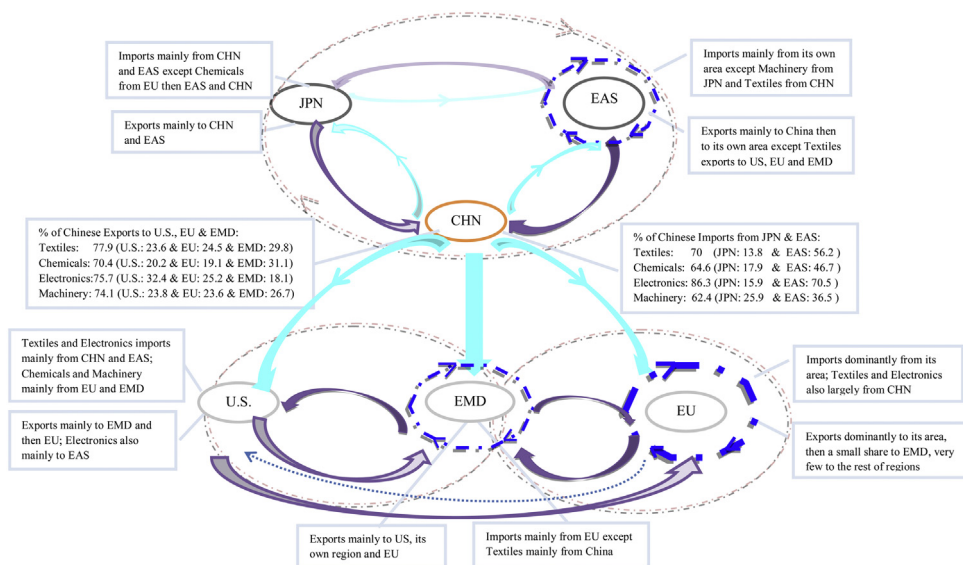 Imports mainly from CHN
and EAS except Chemicals
from EU then EAS and CHN
Imports mainly from its own
area except Machinery from
JPN and Textiles from CHN
JPN
EAS
Exports mainly to CHN
and EAS
Exports mainly to China then
to its own area except Textiles
exports to US, EU and EMD
CHN
% of Chinese Exports to U.S., EU & EMD:
Textiles: 77.9 (U.S.: 23.6 & EU: 24.5 & EMD: 29.8)
Chemicals: 70.4 (U.S.: 20.2 & EU: 19.1 & EMD: 31.1)
Electronics:75.7 (U.S.: 32.4 & EU: 25.2 & EMD: 18.1)
Machinery: 74.1 (U.S.: 23.8 & EU: 23.6 & EMD: 26.7)
% of Chinese Imports from JPN & EAS:
Textiles: 70 (JPN: 13.8 & EAS: 56.2 )
Chemicals: 64.6 (JPN: 17.9 & EAS: 46.7 )
Electronics: 86.3 (JPN: 15.9 & EAS: 70.5 )
Machinery: 62.4 (JPN: 25.9 & EAS: 36.5 )
Textiles and Electronics imports
mainly from CHN and EAS;
Chemicals and Machinery
mainly from EU and EMD
Imports dominantly from its
area; Textiles and Electronics
also largely from CHN
U.S.
EMD
EU
Exports mainly to EMD and
then EU; Electronics also
mainly to EAS
Exports dominantly to its area,
then a small share to EMD, very
few to the rest of regions
Exports mainly to US, its
own region and EU
Imports mainly from EU except
Textiles mainly from China